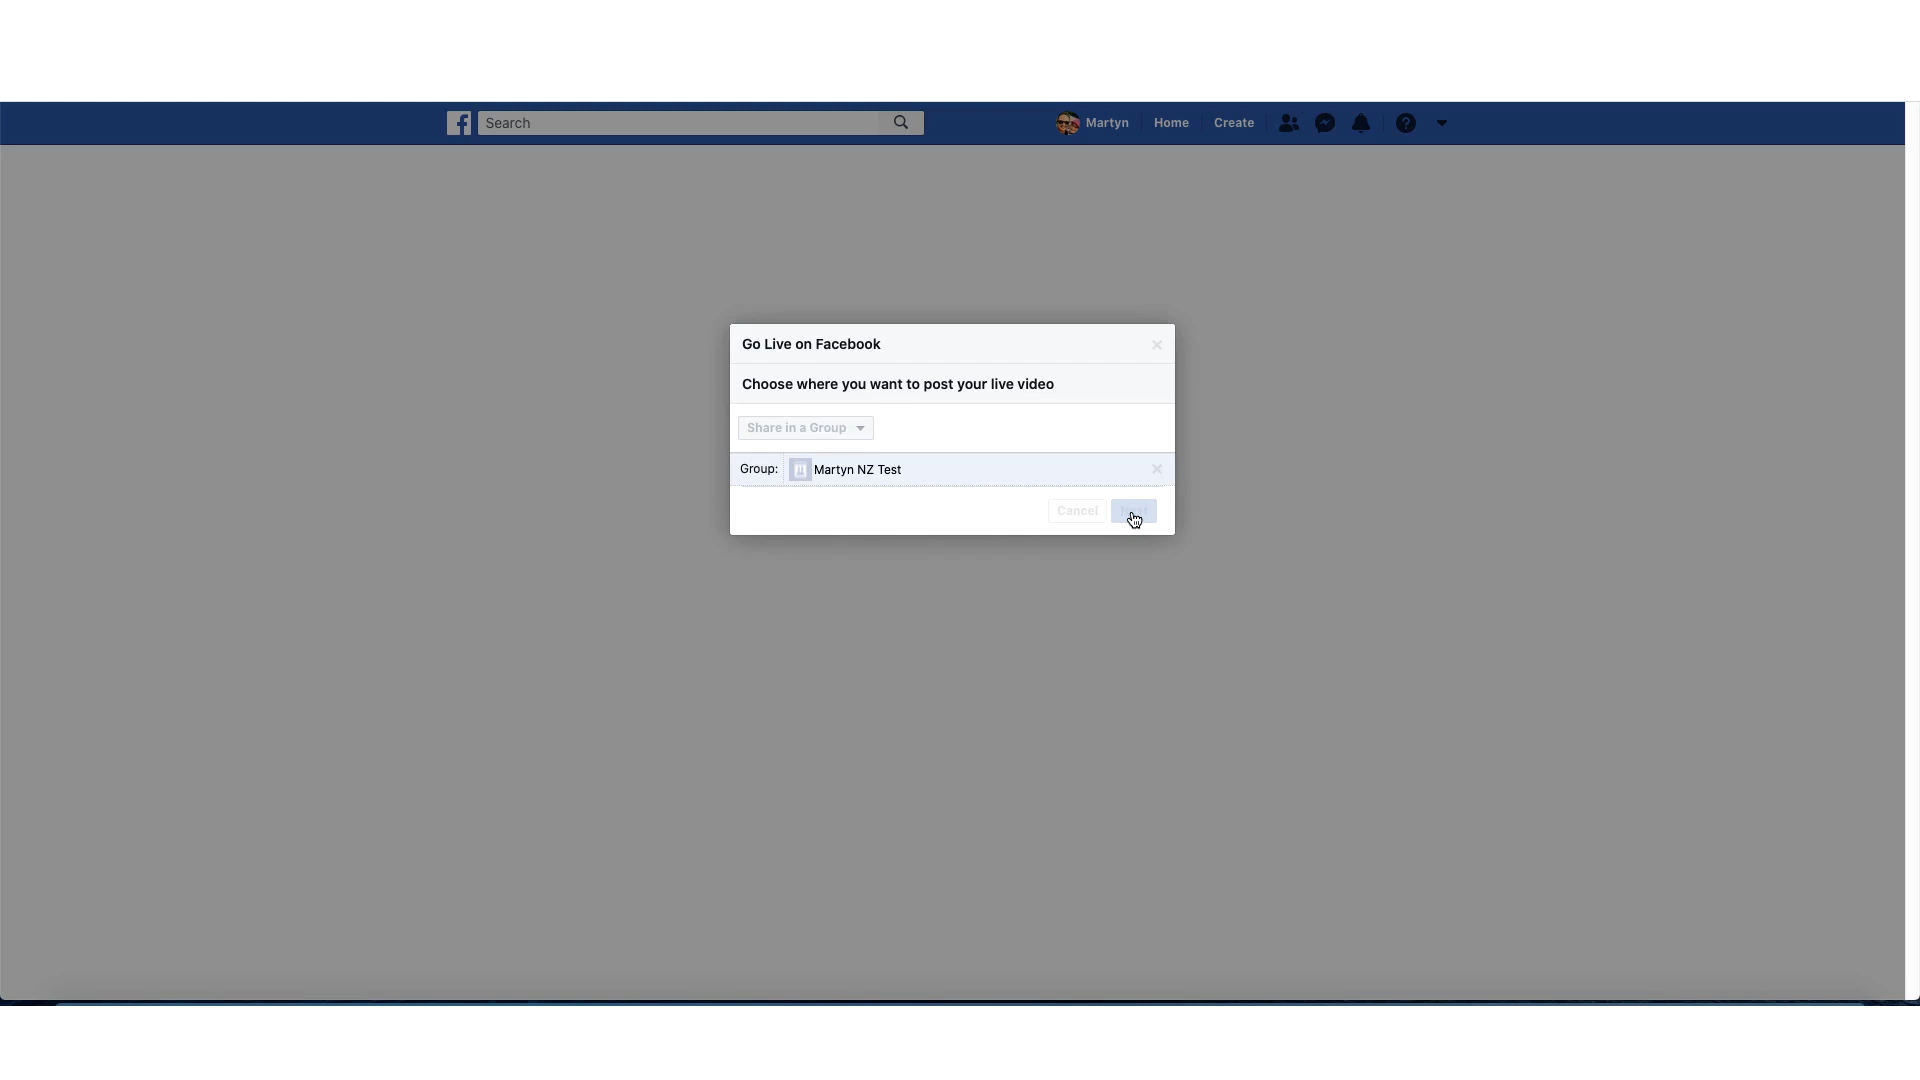 Search
Martyn
Home
Create
Go Live on Facebook
Choose where you want to post your live video
Share in a Group
Group:
Martyn NZ Test
Cancel